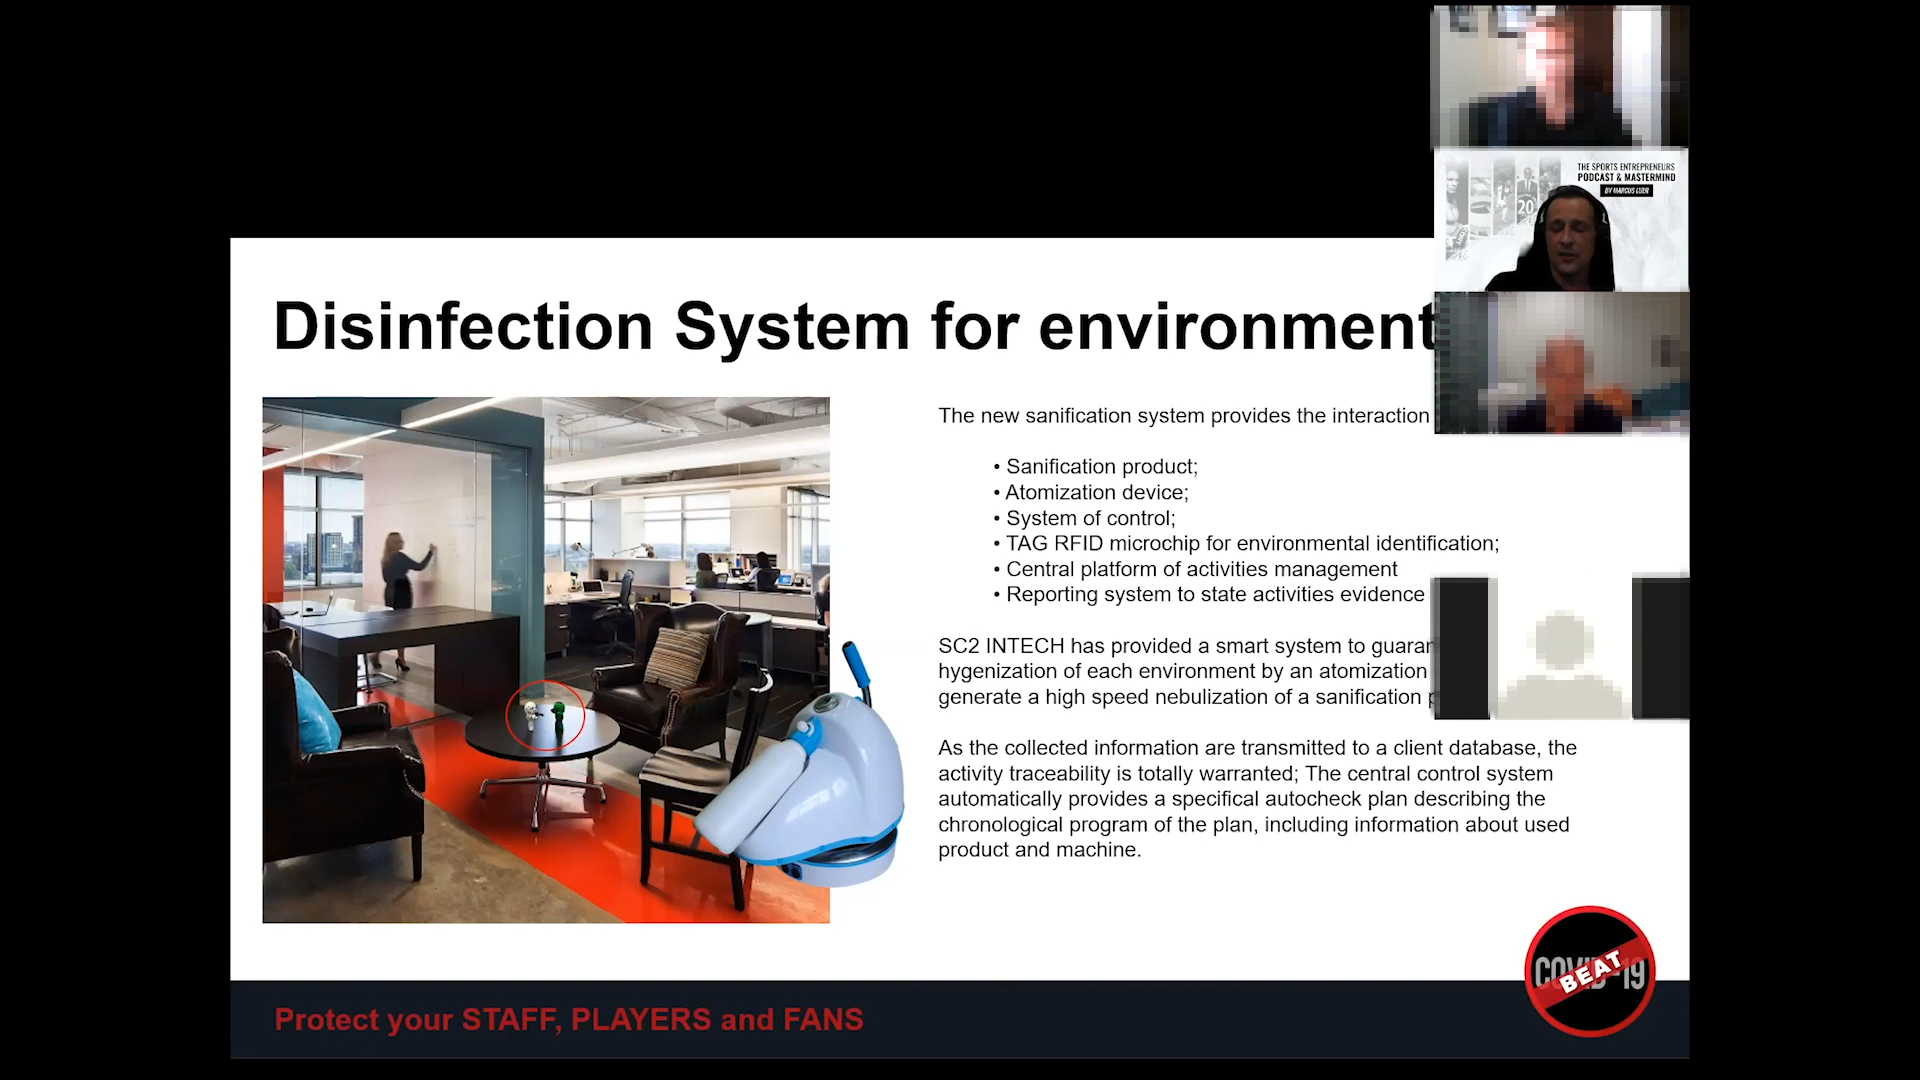 THE SPORTS ENTREPRENEURS
PODCAST & MASTERMIND
BY MARCUS LUER
20
Disinfection System for environment
The new sanification system provides the interaction
• Sanification product;
• Atomization device;
• System of control;
• TAG RFID microchip for environmental identification;
• Central platform of activities management
• Reporting system to state activities evidence
SC2 INTECH has provided a smart system to
hygenization of each environment by an atomization
generate a high speed nebulization of a sanification
As the collected information are transmitted to a client database, the
activity traceability is totally warranted; The central control system
automatically provides a specifical autocheck plan describing the
chronological program of the plan, including information about used
product and machine.
COVID-19
BEAT
Protect your STAFF, PLAYERS and FANS